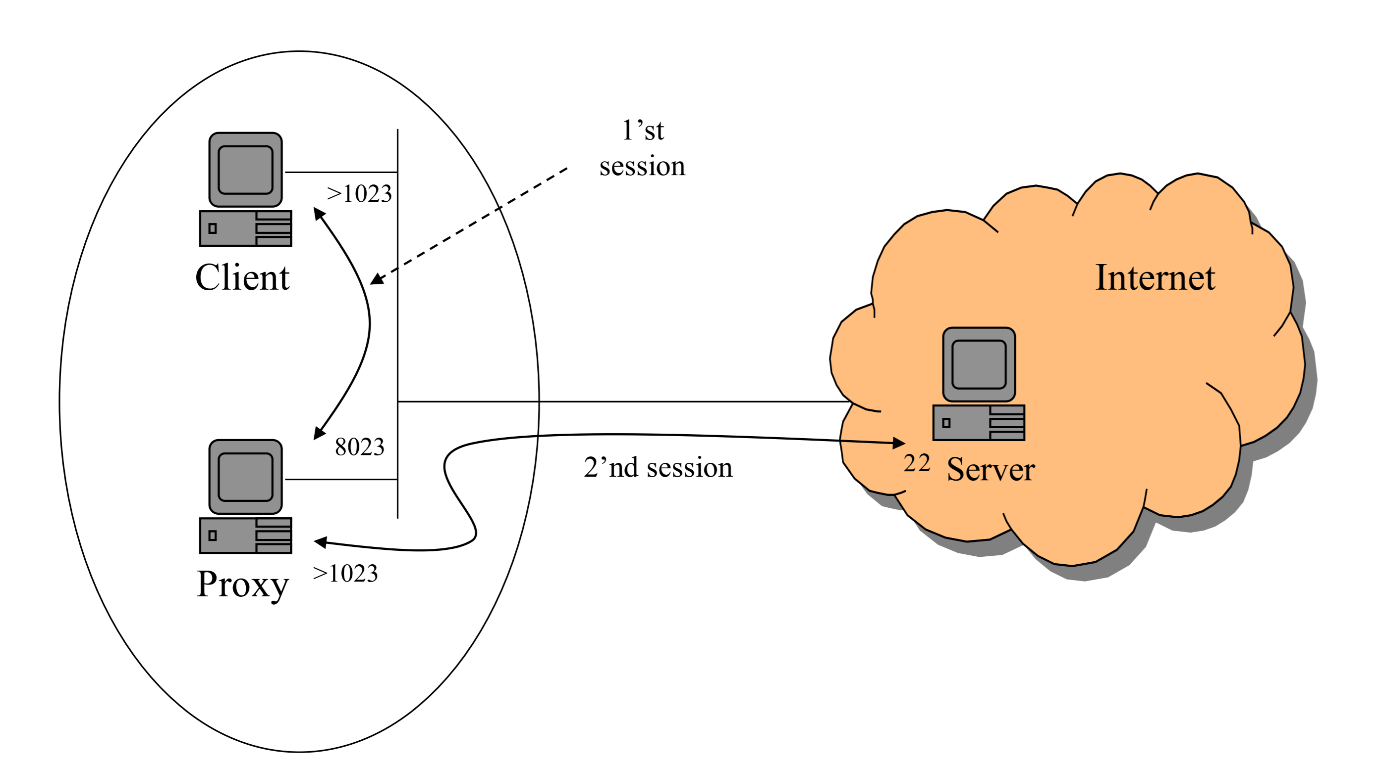 1’st
session
>1023
Client
Internet
8023
2’nd session
22
Server
>1023
Proxy